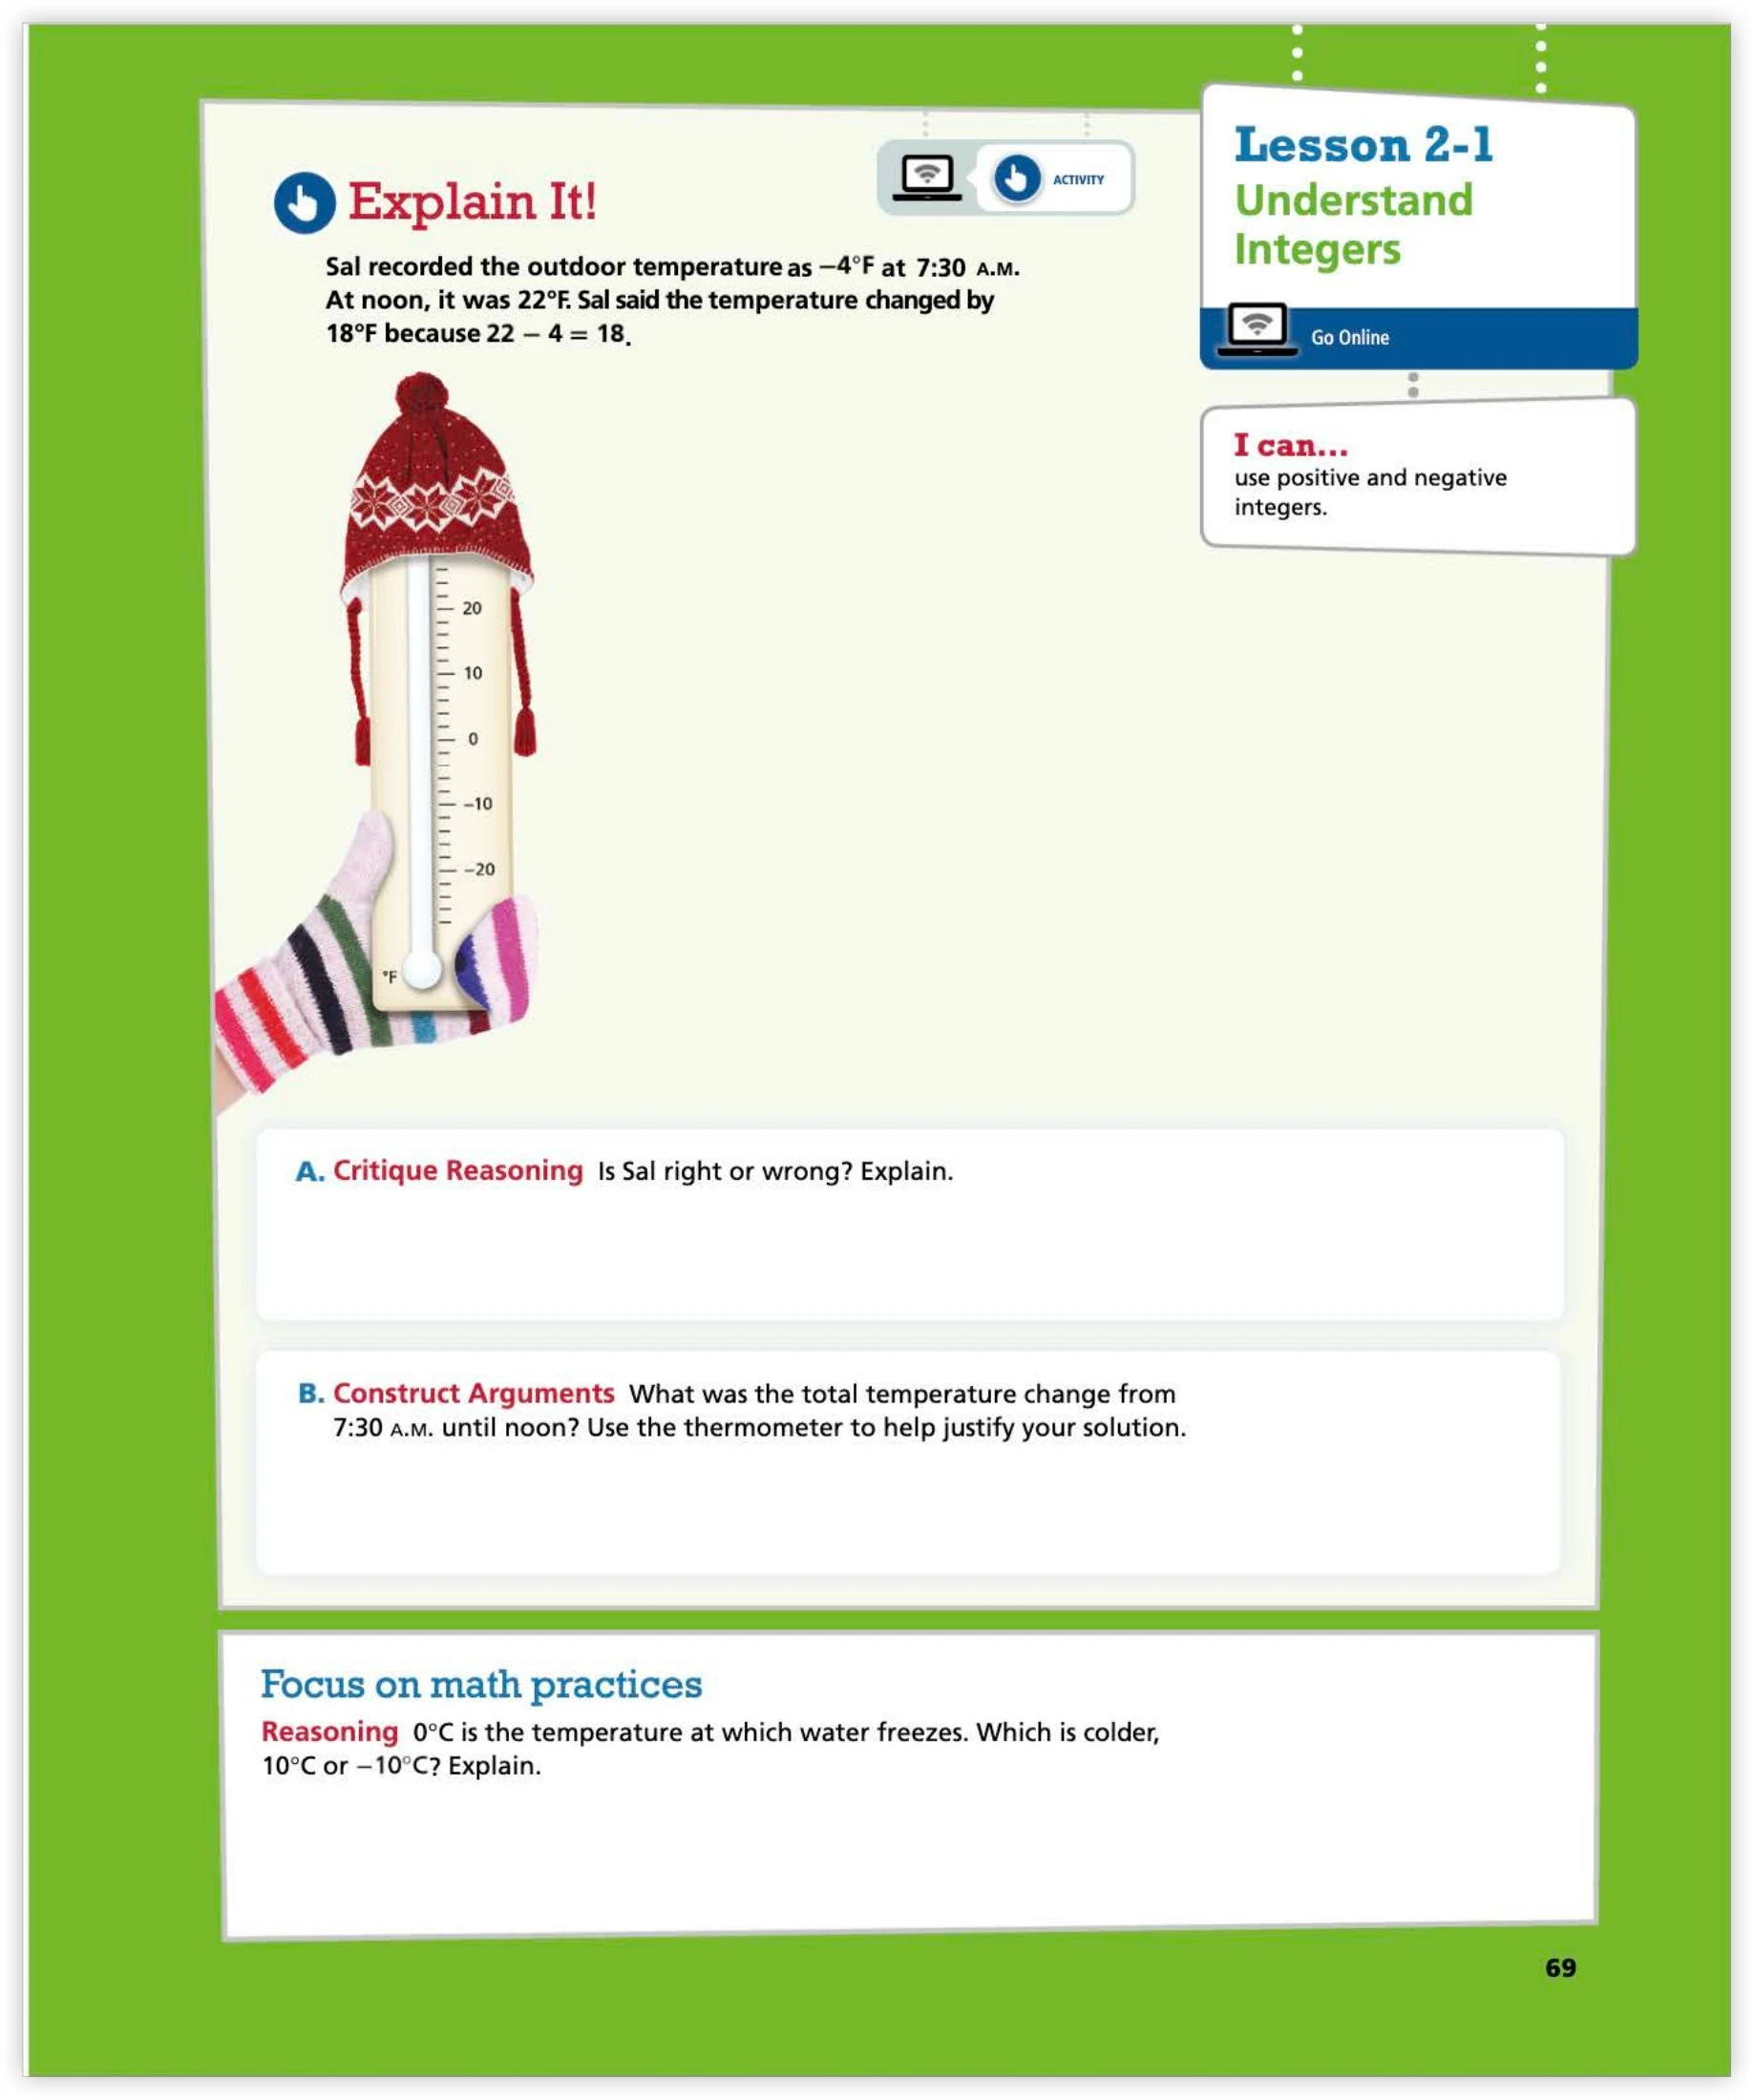 Lesson 2-1
Understand
Integers
Go Online
I can...
use positive and negative
integers.
Explain It!
ACTIVITY
Sal recorded the outdoor temperature as −4°F at 7:30 A.M.
At noon, it was 22°F. Sal said the temperature changed by
18°F because 22 − 4 = 18.
20
10
0
-10
-20
°F
A. Critique Reasoning Is Sal right or wrong? Explain.
B. Construct Arguments What was the total temperature change from
7:30 A.M. until noon? Use the thermometer to help justify your solution.
Focus on math practices
Reasoning 0°C is the temperature at which water freezes. Which is colder,
10°C or −10°C? Explain.
69